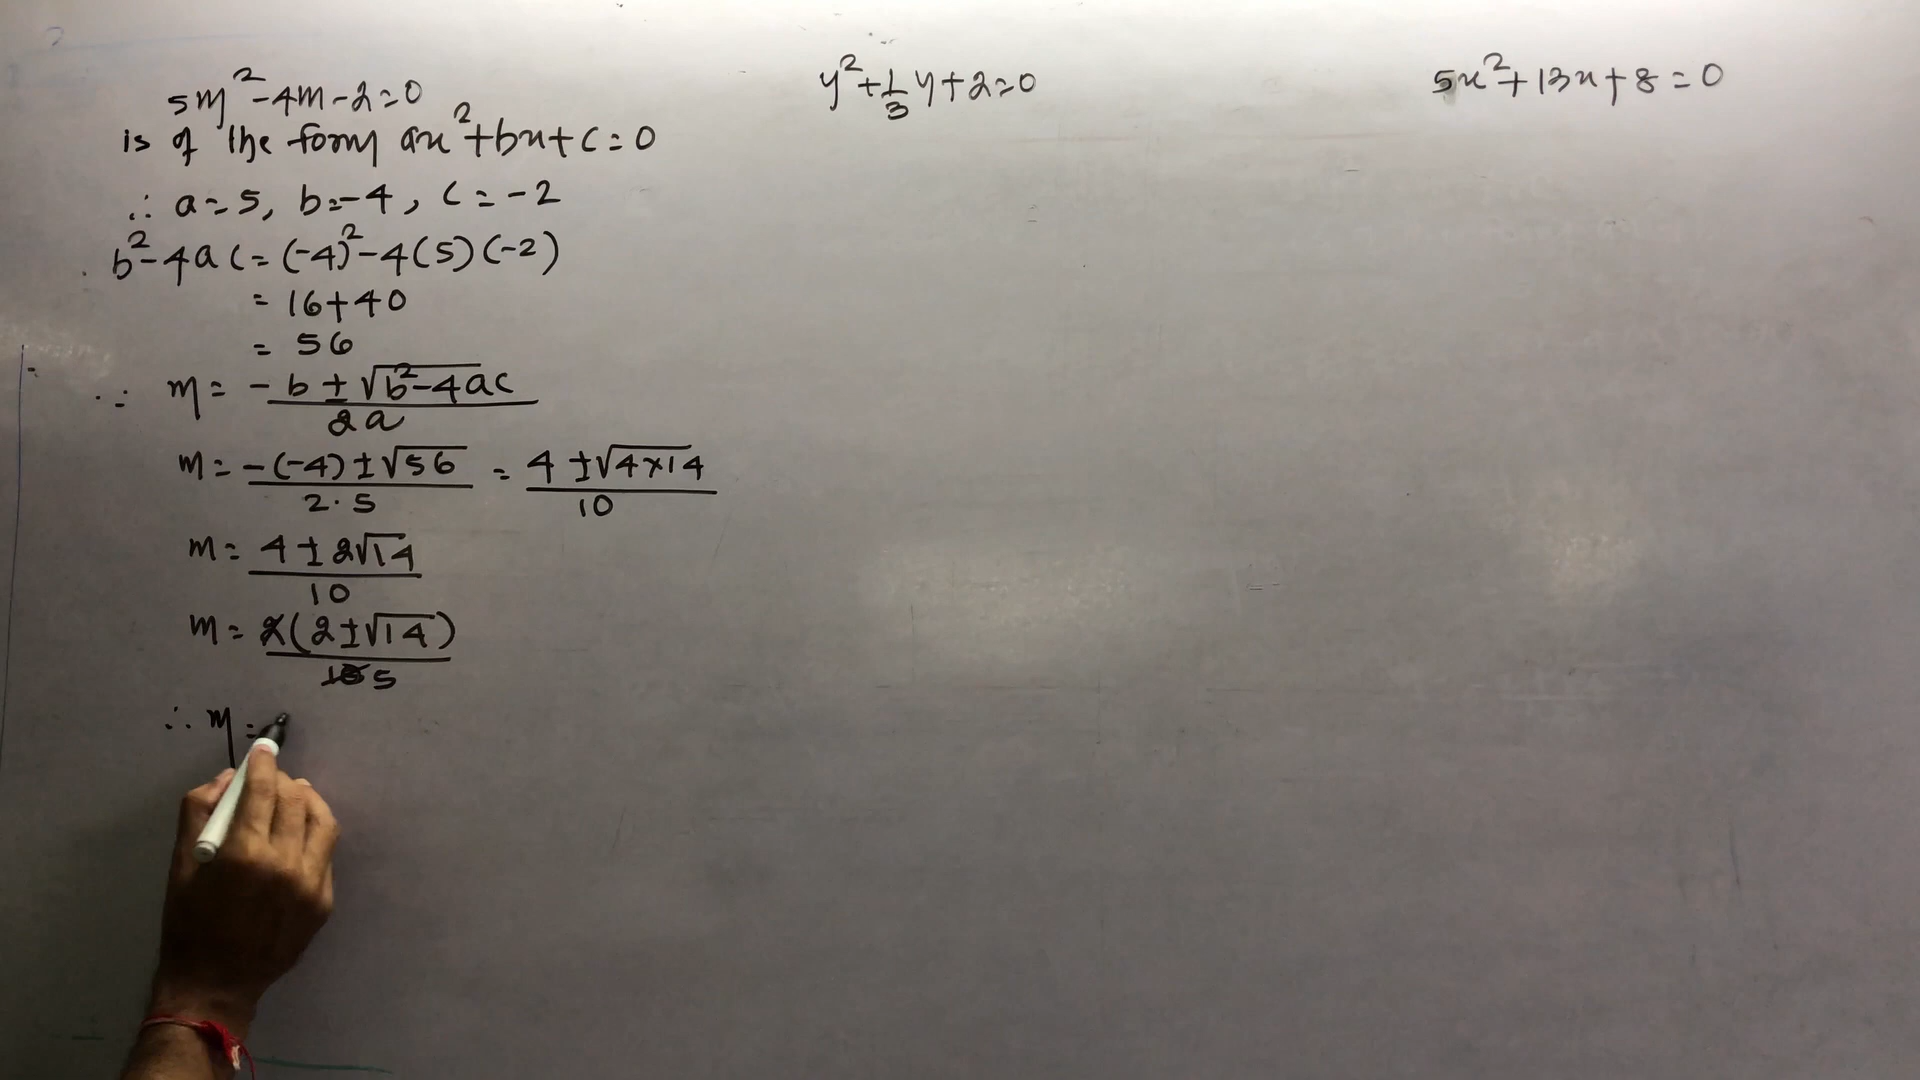 5m²-4m-2=0
is of the form ax²+bx+c=0
∴ a=5, b=-4, c=-2
b²-4ac=(-4)²-4(5)(-2)
= 16+40
= 56
∴ m= -b±√b²-4ac / 2a
m= -(-4)±√56 / 2·5 = 4±√4×14 / 10
m= 4±2√14 / 10
m= 2(2±√14) / 10 5
∴ m=
y²+1/3 y+2=0
5x²+13x+8=0